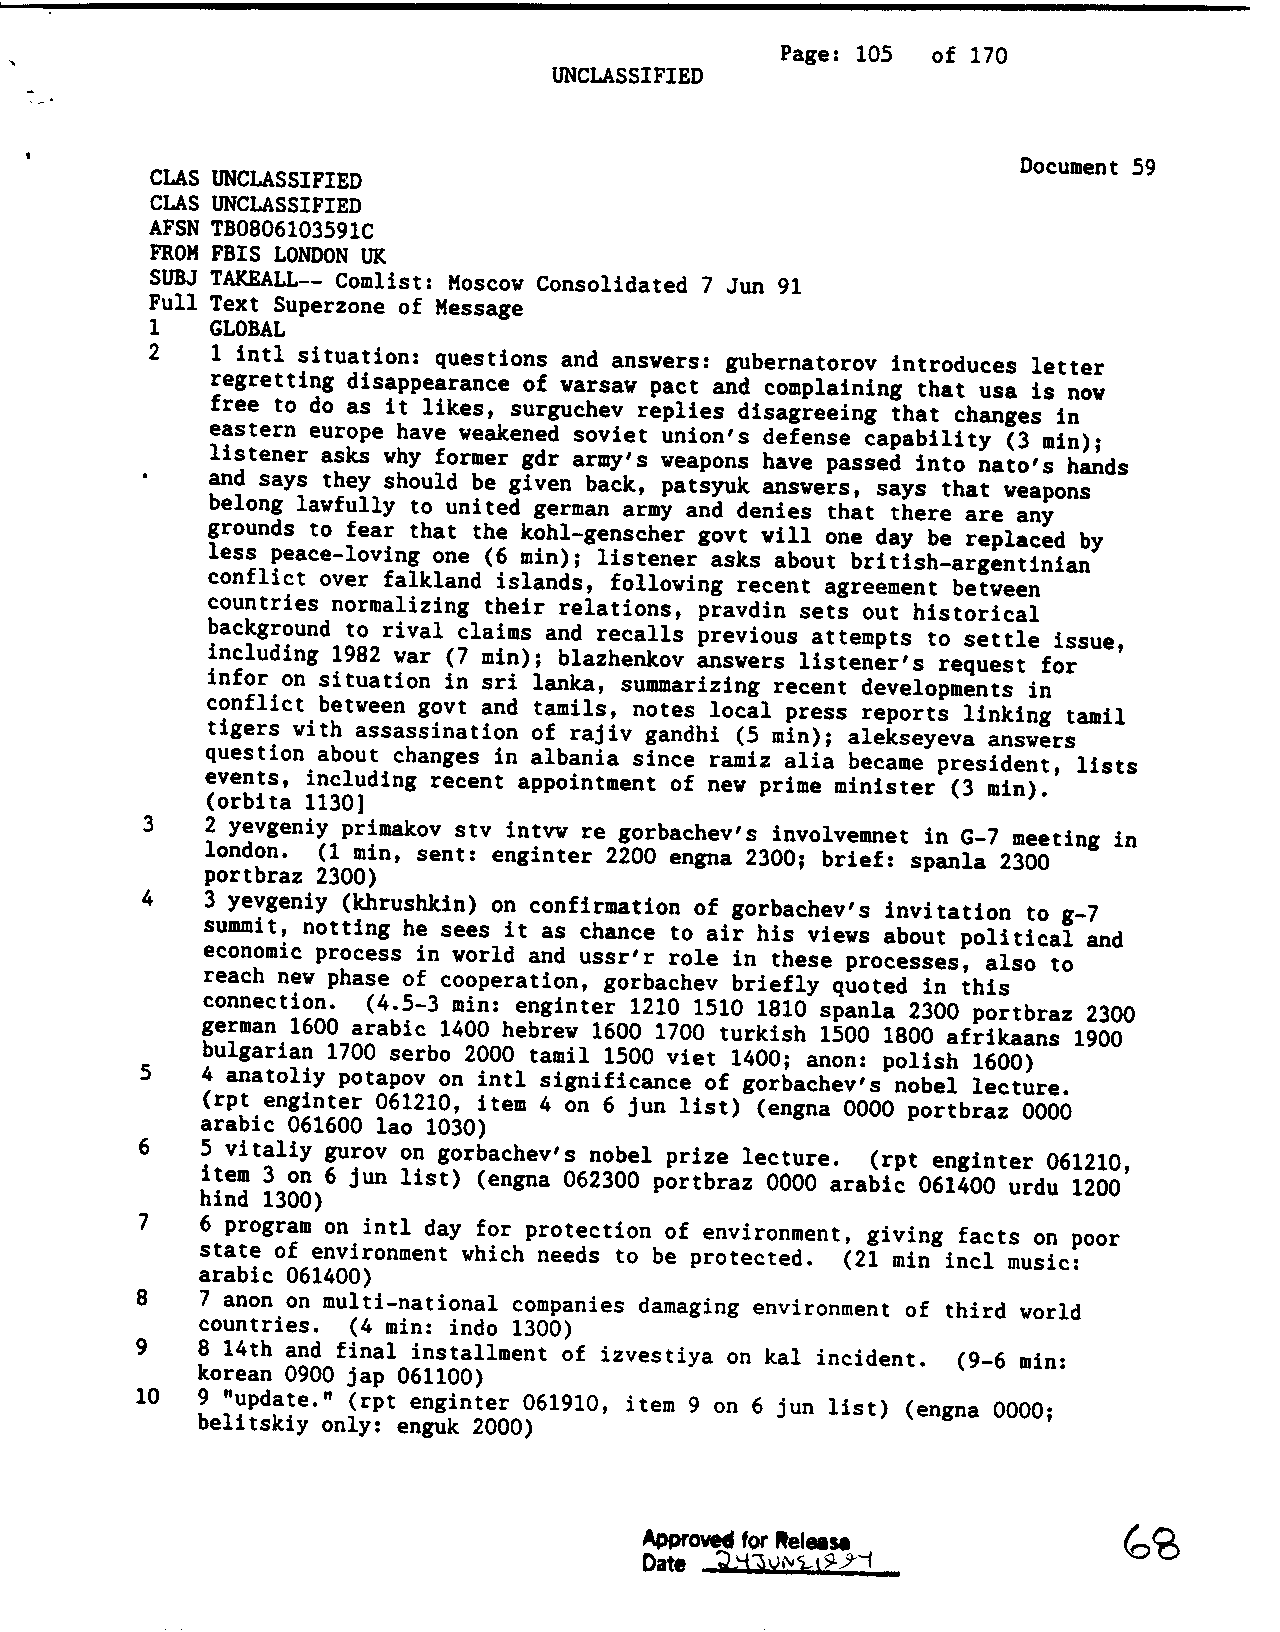 Page: 105 of 170
UNCLASSIFIED
Document 59
CLAS UNCLASSIFIED
CLAS UNCLASSIFIED
AFSN TB0806103591C
FROM FBIS LONDON UK
SUBJ TAKEALL-- Comlist: Moscow Consolidated 7 Jun 91
Full Text Superzone of Message
1 GLOBAL
2 1 intl situation: questions and answers: gubernatorov introduces letter
regretting disappearance of warsaw pact and complaining that usa is now
free to do as it likes, surguchev replies disagreeing that changes in
eastern europe have weakened soviet union's defense capability (3 min);
listener asks why former gdr army's weapons have passed into nato's hands
and says they should be given back, patsyuk answers, says that weapons
belong lawfully to united german army and denies that there are any
grounds to fear that the kohl-genscher govt will one day be replaced by
less peace-loving one (6 min); listener asks about british-argentinian
conflict over falkland islands, following recent agreement between
countries normalizing their relations, pravdin sets out historical
background to rival claims and recalls previous attempts to settle issue,
including 1982 war (7 min); blazhenkov answers listener's request for
infor on situation in sri lanka, summarizing recent developments in
conflict between govt and tamils, notes local press reports linking tamil
tigers with assassination of rajiv gandhi (5 min); alekseyeva answers
question about changes in albania since ramiz alia became president, lists
events, including recent appointment of new prime minister (3 min).
(orbita 1130]
3 2 yevgeniy primakov stv intvw re gorbachev's involvemnet in G-7 meeting in
london. (1 min, sent: enginter 2200 engna 2300; brief: spanla 2300
portbraz 2300)
4 3 yevgeniy (khrushkin) on confirmation of gorbachev's invitation to g-7
summit, notting he sees it as chance to air his views about political and
economic process in world and ussr'r role in these processes, also to
reach new phase of cooperation, gorbachev briefly quoted in this
connection. (4.5-3 min: enginter 1210 1510 1810 spanla 2300 portbraz 2300
german 1600 arabic 1400 hebrew 1600 1700 turkish 1500 1800 afrikaans 1900
bulgarian 1700 serbo 2000 tamil 1500 viet 1400; anon: polish 1600)
5 4 anatoliy potapov on intl significance of gorbachev's nobel lecture.
(rpt enginter 061210, item 4 on 6 jun list) (engna 0000 portbraz 0000
arabic 061600 lao 1030)
6 5 vitaliy gurov on gorbachev's nobel prize lecture. (rpt enginter 061210,
item 3 on 6 jun list) (engna 062300 portbraz 0000 arabic 061400 urdu 1200
hind 1300)
7 6 program on intl day for protection of environment, giving facts on poor
state of environment which needs to be protected. (21 min incl music:
arabic 061400)
8 7 anon on multi-national companies damaging environment of third world
countries. (4 min: indo 1300)
9 8 14th and final installment of izvestiya on kal incident. (9-6 min:
korean 0900 jap 061100)
10 9 "update." (rpt enginter 061910, item 9 on 6 jun list) (engna 0000;
belitskiy only: enguk 2000)
Approved for Release
Date 24 JUNE 1994
68